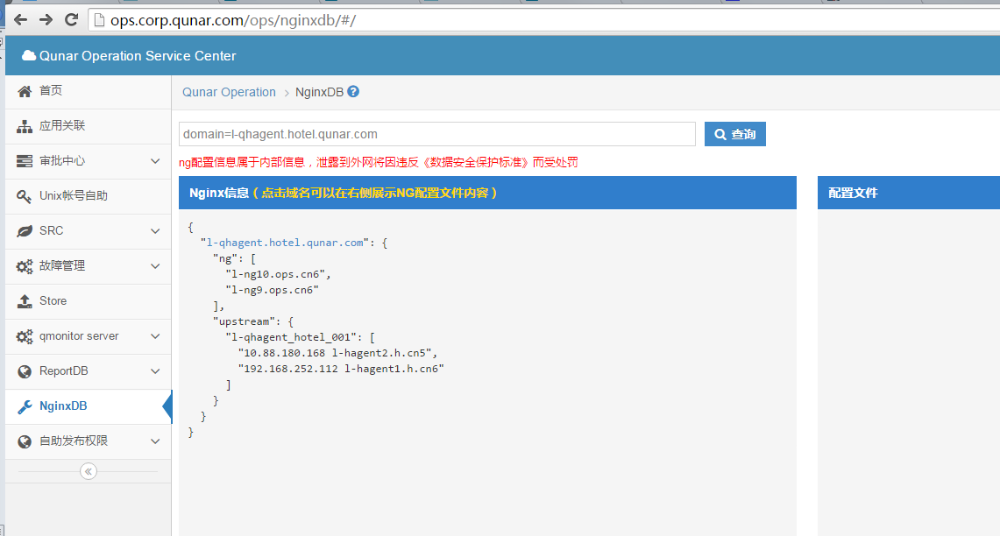 ops.corp.qunar.com/ops/nginxdb/#/
Qunar Operation Service Center
首页
应用关联
审批中心
Unix帐号自助
SRC
故障管理
Store
qmonitor server
ReportDB
NginxDB
自助发布权限
Qunar Operation > NginxDB ?
domain=l-qhagent.hotel.qunar.com
查询
ng配置信息属于内部信息，泄露到外网将因违反《数据安全保护标准》而受处罚
Nginx信息（点击域名可以在右侧展示NG配置文件内容）
{
"l-qhagent.hotel.qunar.com": {
"ng": [
"l-ng10.ops.cn6",
"l-ng9.ops.cn6"
],
"upstream": {
"l-qhagent_hotel_001": [
"10.88.180.168 l-hagent2.h.cn5",
"192.168.252.112 l-hagent1.h.cn6"
]
}
}
}
配置文件